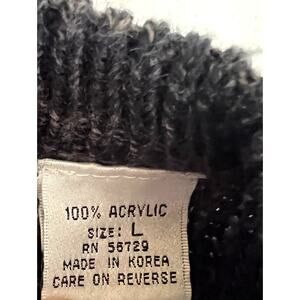 100% ACRYLIC
SIZE: L
RN 56729
MADE IN KOREA
CARE ON REVERSE